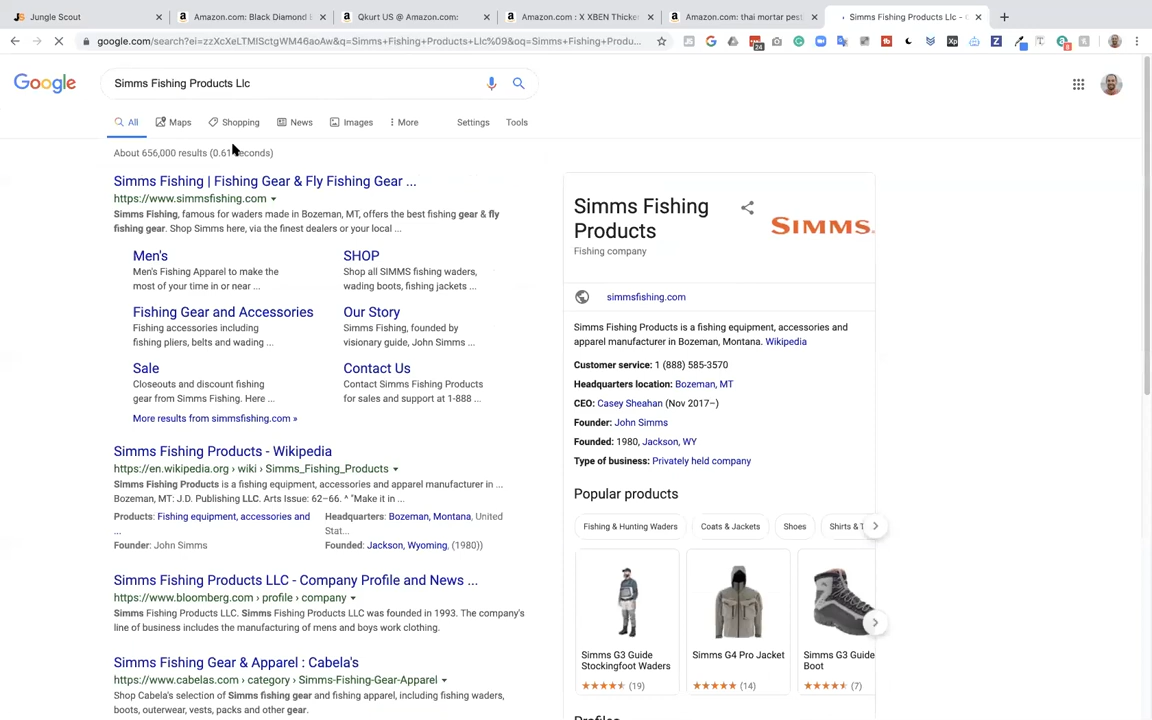 Jungle Scout
Amazon.com: Black Diamond
Qkurt US @ Amazon.com:
Amazon.com : X XBEN Thicke
Amazon.com: thai mortar pest
Simms Fishing Products Llc -
google.com/search?ei=zzXcXeLTMISctgWM46aoAw&q=Simms+Fishing+Products+Llc%09&oq=Simms+Fishing+Produ...
24
Xp
Z
8
Google
Simms Fishing Products Llc
All
Maps
Shopping
News
Images
More
Settings
Tools
About 656,000 results (0.61 seconds)
Simms Fishing | Fishing Gear & Fly Fishing Gear ...
https://www.simmsfishing.com
Simms Fishing, famous for waders made in Bozeman, MT, offers the best fishing gear & fly
fishing gear. Shop Simms here, via the finest dealers or your local ...
Men's
Men's Fishing Apparel to make the
most of your time in or near ...
SHOP
Shop all SIMMS fishing waders,
wading boots, fishing jackets ...
Fishing Gear and Accessories
Fishing accessories including
fishing pliers, belts and wading ...
Our Story
Simms Fishing, founded by
visionary guide, John Simms ...
Sale
Closeouts and discount fishing
gear from Simms Fishing. Here ...
Contact Us
Contact Simms Fishing Products
for sales and support at 1-888 ...
More results from simmsfishing.com »
Simms Fishing Products - Wikipedia
https://en.wikipedia.org › wiki › Simms_Fishing_Products
Simms Fishing Products is a fishing equipment, accessories and apparel manufacturer in ...
Bozeman, MT: J.D. Publishing LLC. Arts Issue: 62–66. ^ "Make it in ...
Products: Fishing equipment, accessories and
...
Headquarters: Bozeman, Montana, United
Stat...
Founder: John Simms
Founded: Jackson, Wyoming, (1980))
Simms Fishing Products LLC - Company Profile and News ...
https://www.bloomberg.com › profile › company
Simms Fishing Products LLC. Simms Fishing Products LLC was founded in 1993. The company's
line of business includes the manufacturing of mens and boys work clothing.
Simms Fishing Gear & Apparel : Cabela's
https://www.cabelas.com › category › Simms-Fishing-Gear-Apparel
Shop Cabela's selection of Simms fishing gear and fishing apparel, including fishing waders,
boots, outerwear, vests, packs and other gear.
Simms Fishing
Products
Fishing company
SIMMS
simmsfishing.com
Simms Fishing Products is a fishing equipment, accessories and
apparel manufacturer in Bozeman, Montana. Wikipedia
Customer service: 1 (888) 585-3570
Headquarters location: Bozeman, MT
CEO: Casey Sheahan (Nov 2017–)
Founder: John Simms
Founded: 1980, Jackson, WY
Type of business: Privately held company
Popular products
Fishing & Hunting Waders
Coats & Jackets
Shoes
Shirts & T
Simms G3 Guide
Stockingfoot Waders
(19)
Simms G4 Pro Jacket
(14)
Simms G3 Guide
Boot
(7)
Profiles